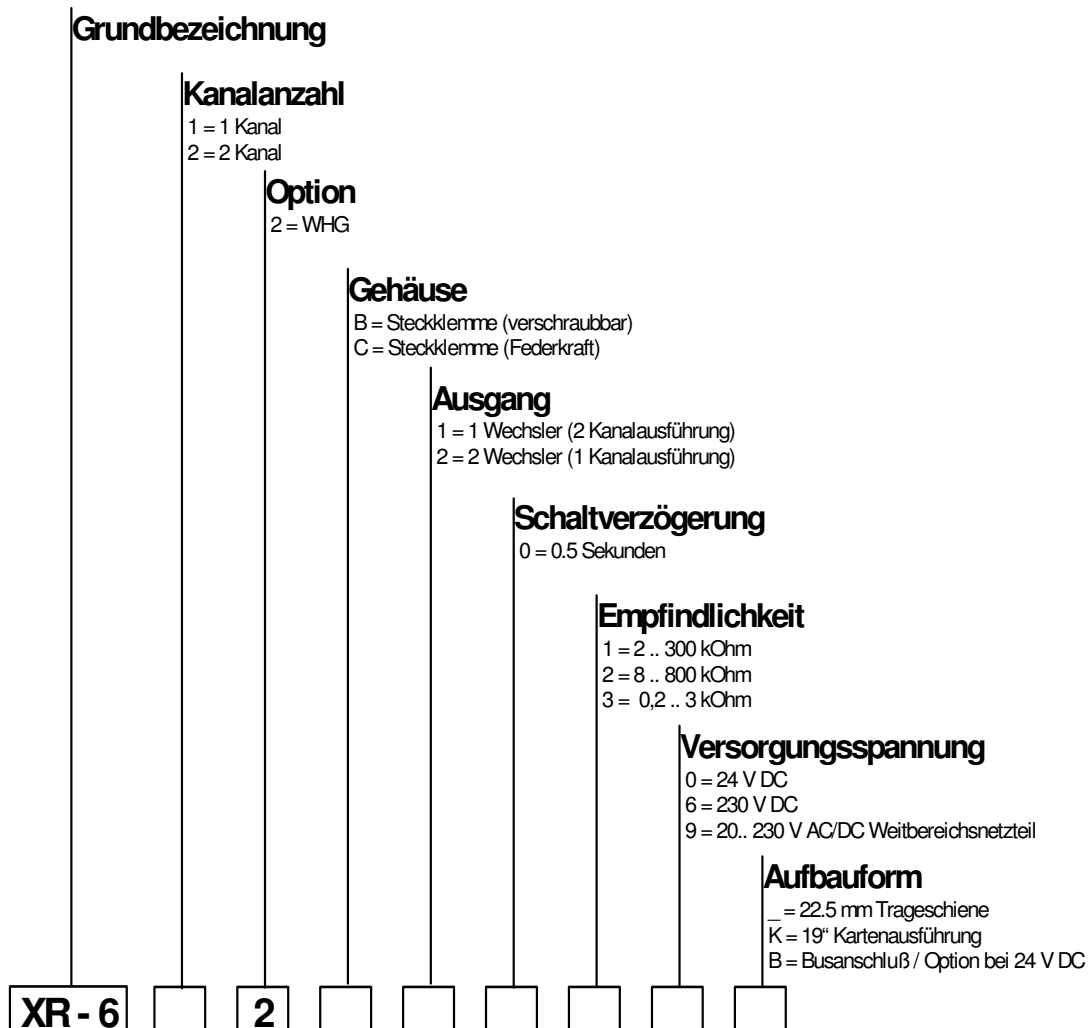 Grundbezeichnung
Kanalanzahl
1 = 1 Kanal
2 = 2 Kanal
Option
2 = WHG
Gehäuse
B = Steckklemme (verschraubbar)
C = Steckklemme (Federkraft)
Ausgang
1 = 1 Wechsler (2 Kanalausführung)
2 = 2 Wechsler (1 Kanalausführung)
Schaltverzögerung
0 = 0.5 Sekunden
Empfindlichkeit
1 = 2 .. 300 kOhm
2 = 8 .. 800 kOhm
3 = 0,2 .. 3 kOhm
Versorgungsspannung
0 = 24 V DC
6 = 230 V DC
9 = 20.. 230 V AC/DC Weitbereichsnetzteil
Aufbauform
_ = 22.5 mm Trageschiene
K = 19“ Kartenausführung
B = Busanschluß / Option bei 24 V DC
XR - 6 2